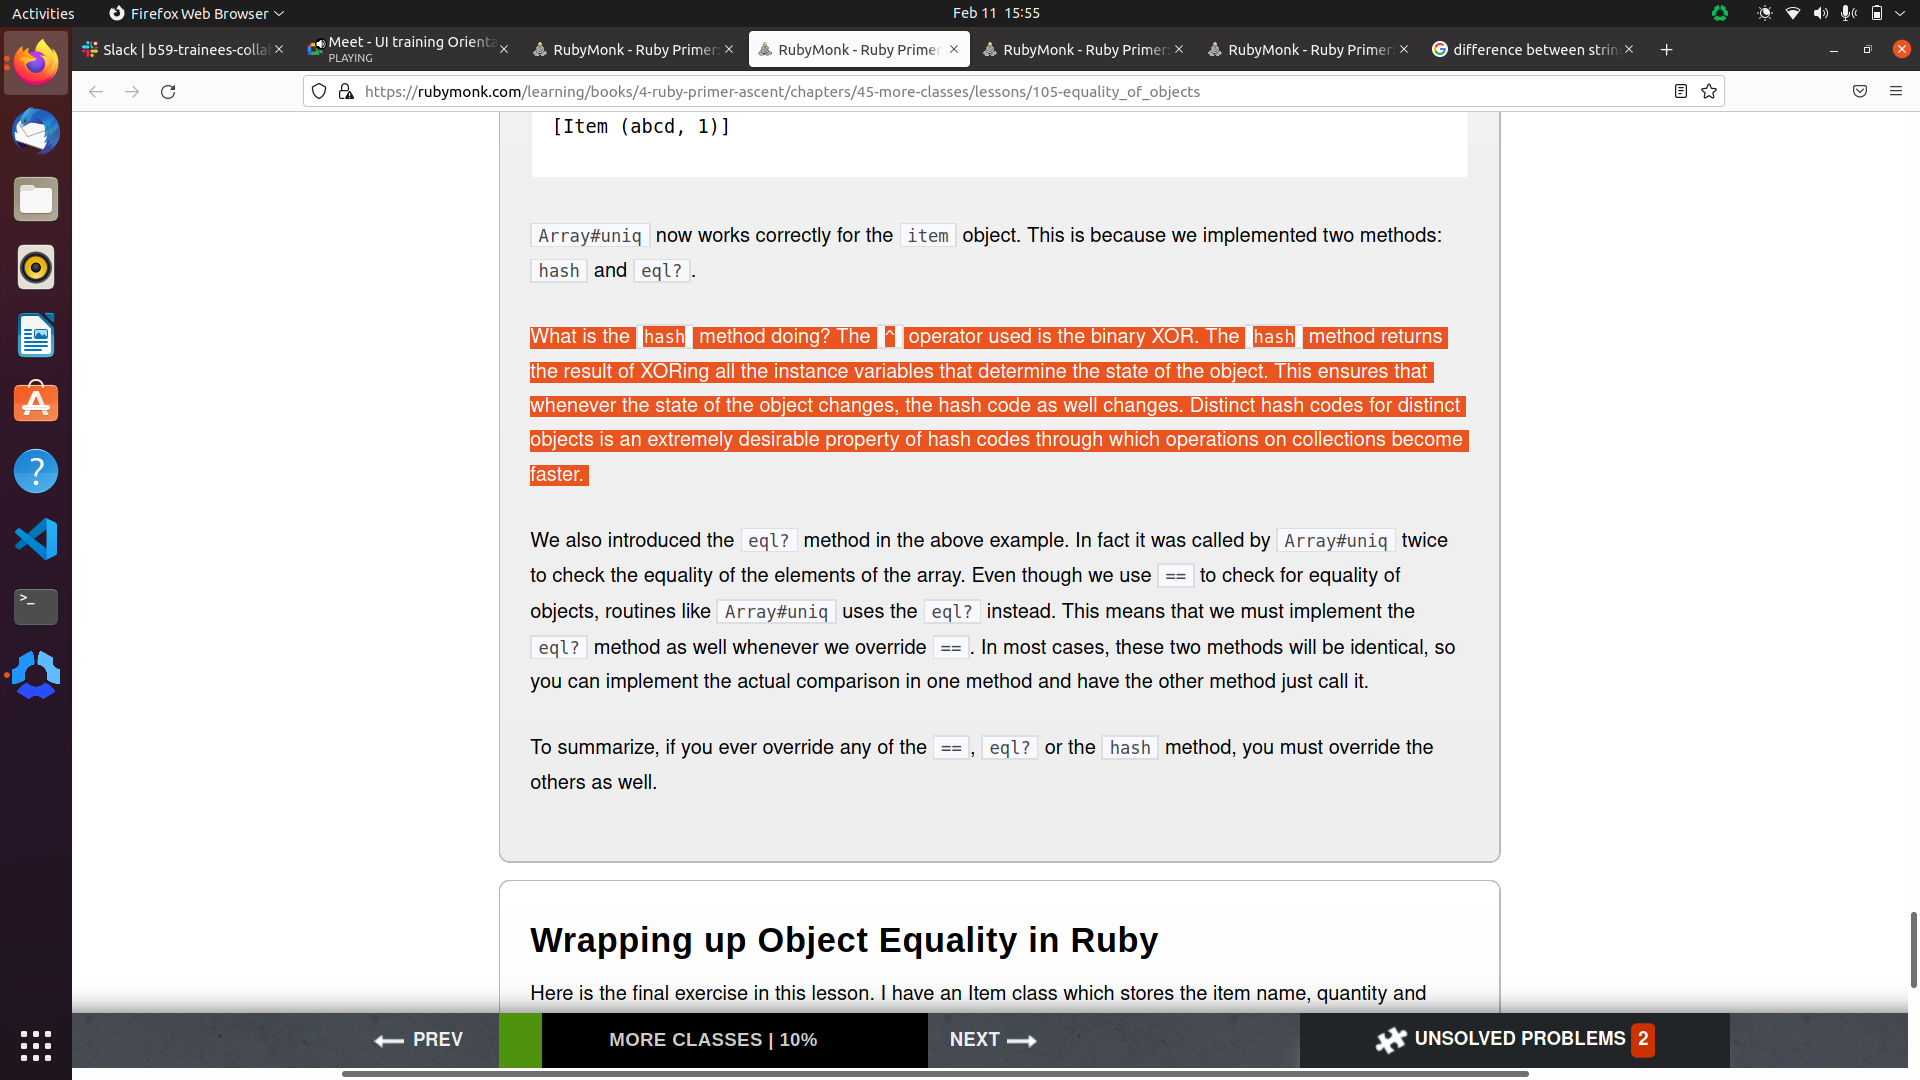 Activities
Firefox Web Browser
Feb 11 15:55
Slack | b59-trainees-colla
Meet - UI training Orienta
PLAYING
RubyMonk - Ruby Primer:
RubyMonk - Ruby Primer
RubyMonk - Ruby Primer:
RubyMonk - Ruby Primer:
difference between string
https://rubymonk.com/learning/books/4-ruby-primer-ascent/chapters/45-more-classes/lessons/105-equality_of_objects
[Item (abcd, 1)]
Array#uniq now works correctly for the item object. This is because we implemented two methods:
hash and eql? .
What is the hash method doing? The ^ operator used is the binary XOR. The hash method returns
the result of XORing all the instance variables that determine the state of the object. This ensures that
whenever the state of the object changes, the hash code as well changes. Distinct hash codes for distinct
objects is an extremely desirable property of hash codes through which operations on collections become
faster.
We also introduced the eql? method in the above example. In fact it was called by Array#uniq twice
to check the equality of the elements of the array. Even though we use == to check for equality of
objects, routines like Array#uniq uses the eql? instead. This means that we must implement the
eql? method as well whenever we override == . In most cases, these two methods will be identical, so
you can implement the actual comparison in one method and have the other method just call it.
To summarize, if you ever override any of the == , eql? or the hash method, you must override the
others as well.
Wrapping up Object Equality in Ruby
Here is the final exercise in this lesson. I have an Item class which stores the item name, quantity and
PREV
MORE CLASSES | 10%
NEXT
UNSOLVED PROBLEMS 2